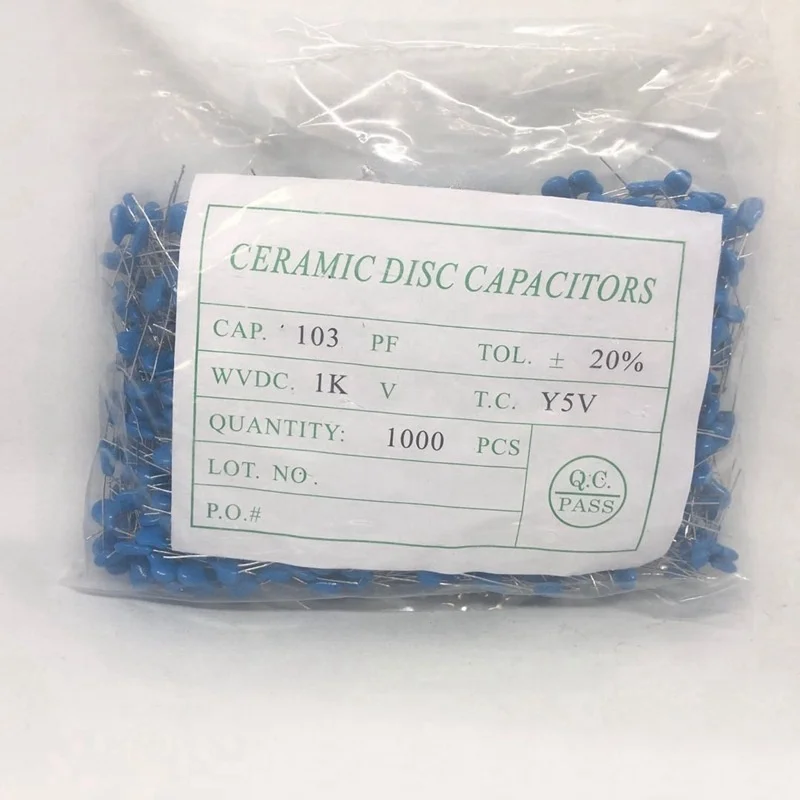 CERAMIC DISC CAPACITORS
CAP. 103 PF TOL. ± 20%
WVDC. 1K V T.C. Y5V
QUANTITY: 1000 PCS
LOT. NO.
P.O.#
Q.C.
PASS